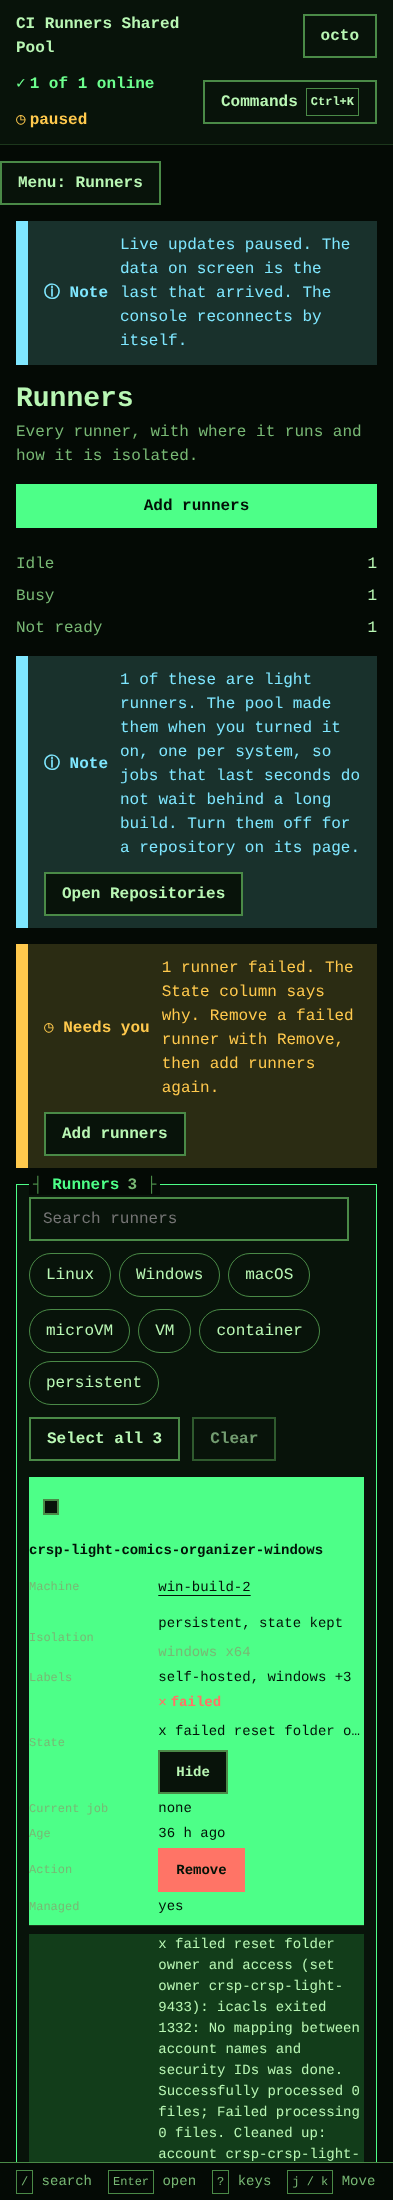 CI Runners Shared
Pool
octo
✓ 1 of 1 online
◷ paused
Commands Ctrl+K
Menu: Runners
ⓘ Note
Live updates paused. The
data on screen is the
last that arrived. The
console reconnects by
itself.
Runners
Every runner, with where it runs and
how it is isolated.
Add runners
Idle 1
Busy 1
Not ready 1
ⓘ Note
1 of these are light
runners. The pool made
them when you turned it
on, one per system, so
jobs that last seconds do
not wait behind a long
build. Turn them off for
a repository on its page.
Open Repositories
◷ Needs you
1 runner failed. The
State column says
why. Remove a failed
runner with Remove,
then add runners
again.
Add runners
┤ Runners 3 ├
Search runners
Linux Windows macOS
microVM VM container
persistent
Select all 3 Clear
crsp-light-comics-organizer-windows
Machine win-build-2
Isolation persistent, state kept
windows x64
Labels self-hosted, windows +3
× failed
State x failed reset folder o…
Hide
Current job none
Age 36 h ago
Action Remove
Managed yes
x failed reset folder
owner and access (set
owner crsp-crsp-light-
9433): icacls exited
1332: No mapping between
account names and
security IDs was done.
Successfully processed 0
files; Failed processing
0 files. Cleaned up:
account crsp-crsp-light-
/ search Enter open ? keys j / k Move